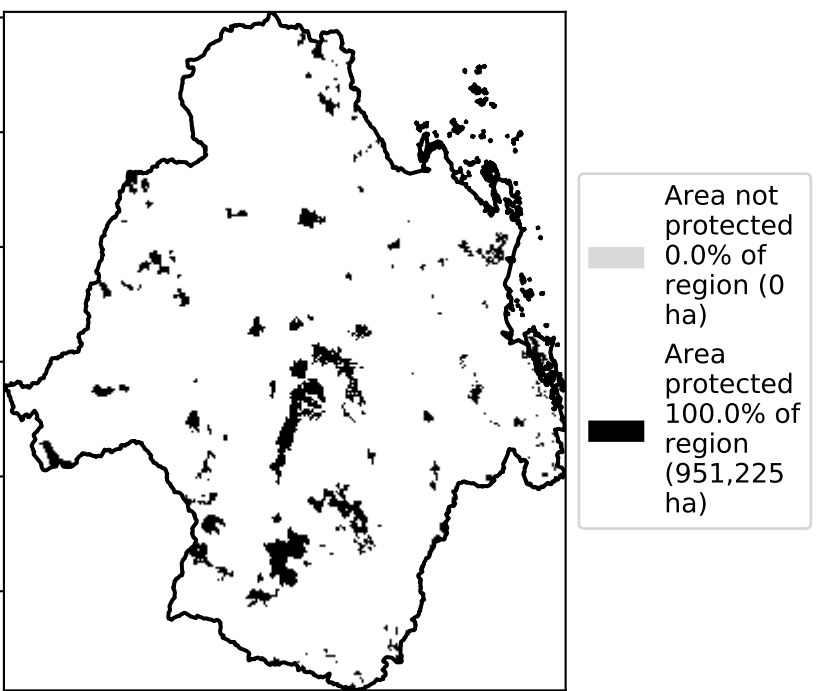 Area not
protected
0.0% of
region (0
ha)
Area
protected
100.0% of
region
(951,225
ha)